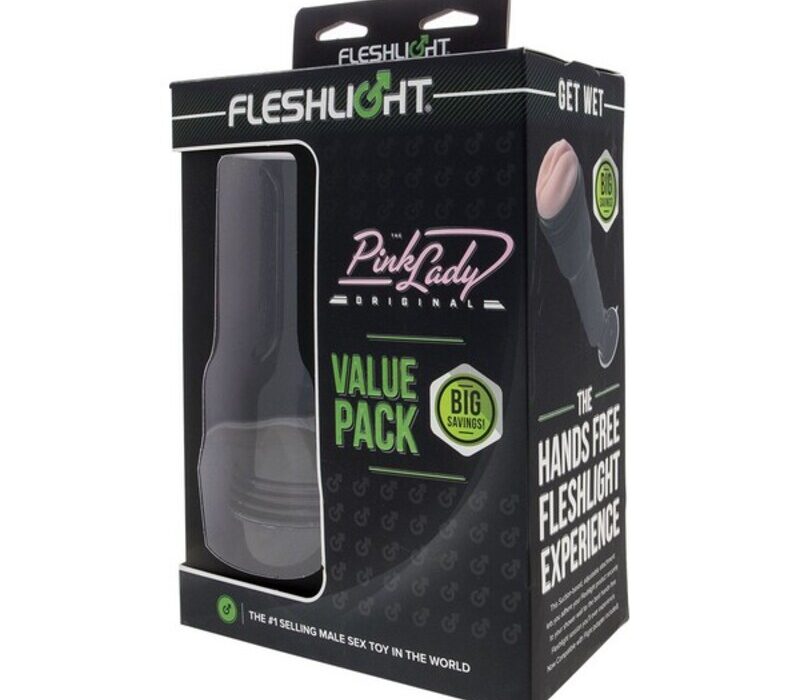 FLESHLIGHT
FLESHLIGHT®
THE
Pink Lady
ORIGINAL
VALUE
PACK
BIG
SAVINGS!
THE #1 SELLING MALE SEX TOY IN THE WORLD
GET WET
BIG
SAVINGS!
THE
HANDS FREE
FLESHLIGHT
EXPERIENCE